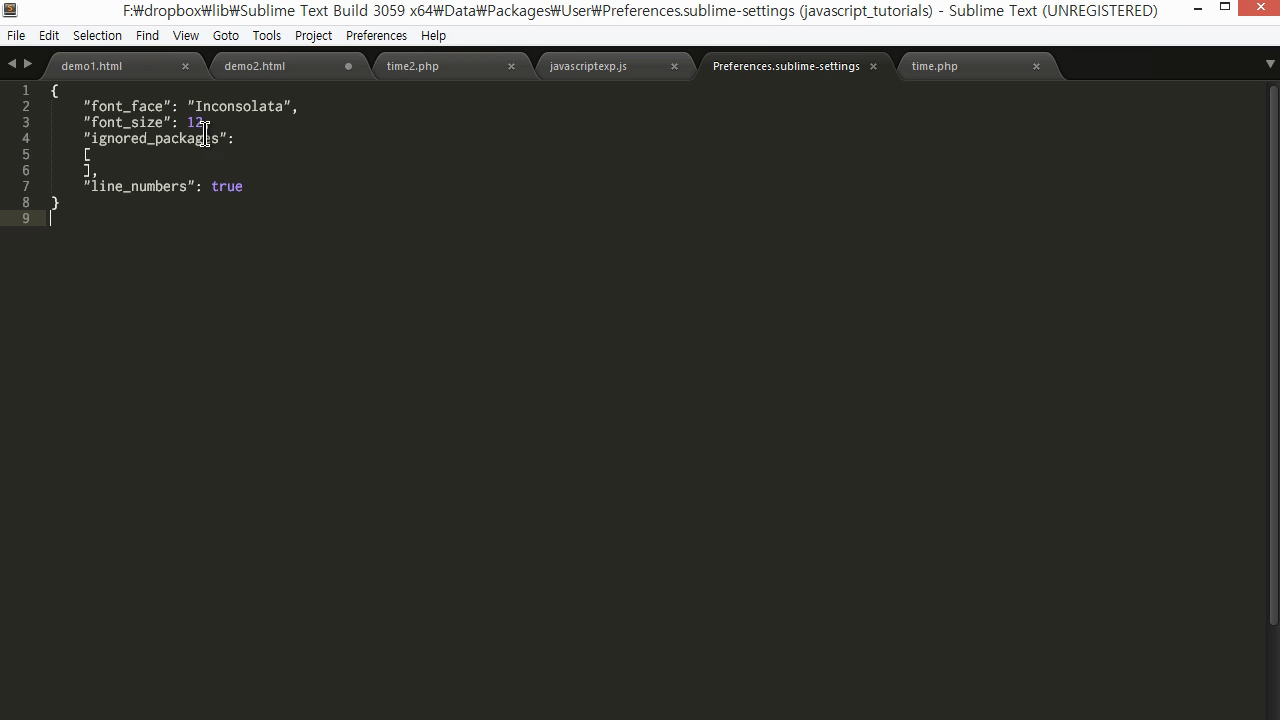 F:₩dropbox₩lib₩Sublime Text Build 3059 x64₩Data₩Packages₩User₩Preferences.sublime-settings (javascript_tutorials) - Sublime Text (UNREGISTERED)
File Edit Selection Find View Goto Tools Project Preferences Help
demo1.html demo2.html time2.php javascriptexp.js Preferences.sublime-settings time.php
1 {
2 "font_face": "Inconsolata",
3 "font_size": 12,
4 "ignored_packages":
5 [
6 ],
7 "line_numbers": true
8 }
9